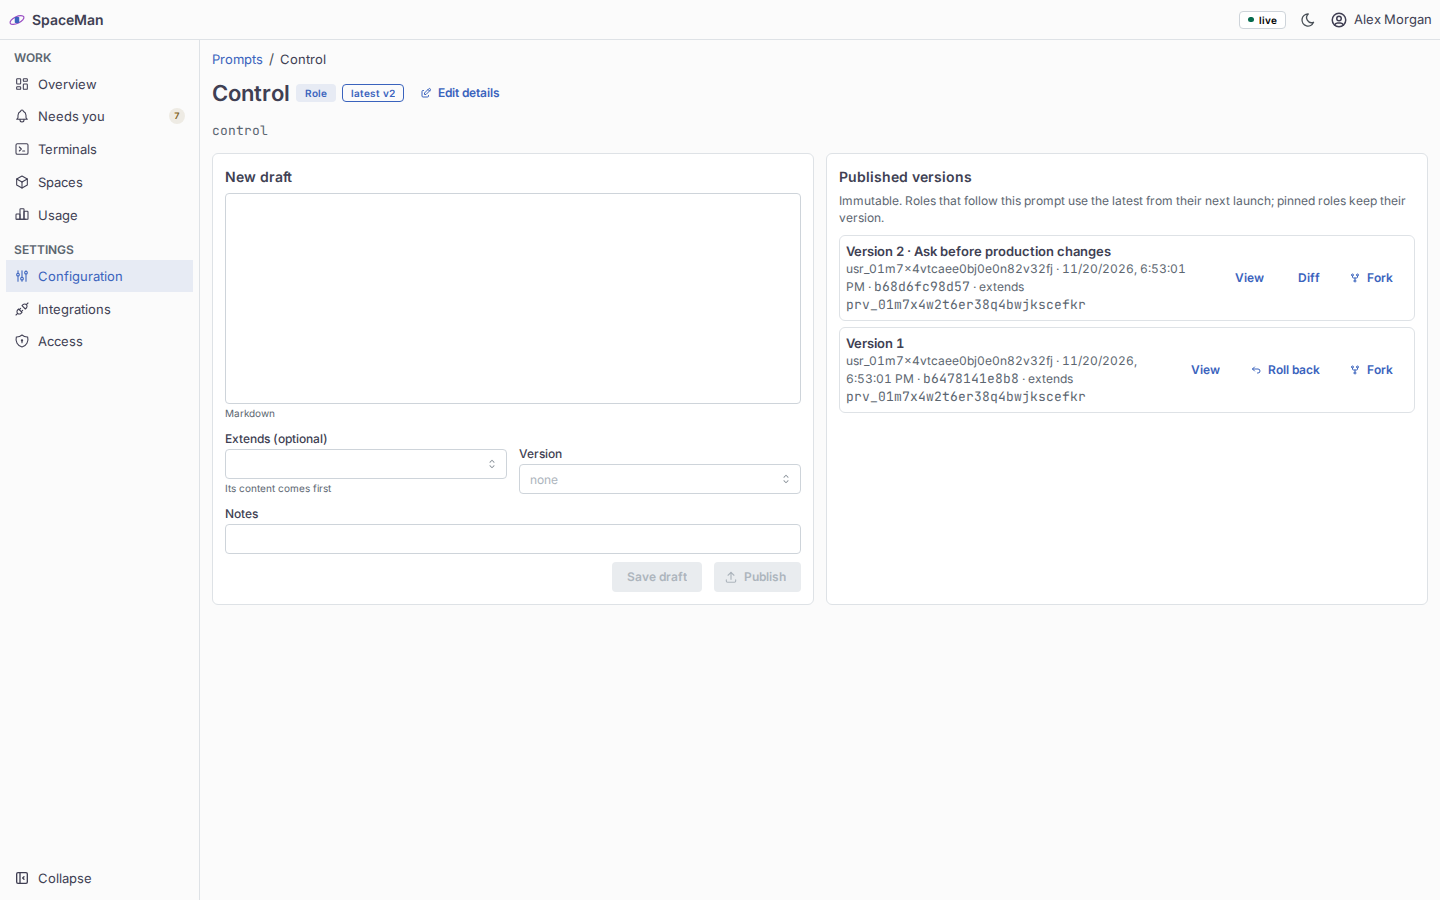 SpaceMan
live
Alex Morgan
WORK
Overview
Needs you
7
Terminals
Spaces
Usage
SETTINGS
Configuration
Integrations
Access
Collapse
Prompts / Control
Control
Role
latest v2
Edit details
control
New draft
Markdown
Extends (optional)
Its content comes first
Version
none
Notes
Save draft
Publish
Published versions
Immutable. Roles that follow this prompt use the latest from their next launch; pinned roles keep their
version.
Version 2 · Ask before production changes
usr_01m7x4vtcaee0bj0e0n82v32fj · 11/20/2026, 6:53:01
PM · b68d6fc98d57 · extends
prv_01m7x4w2t6er38q4bwjkscefkr
View
Diff
Fork
Version 1
usr_01m7x4vtcaee0bj0e0n82v32fj · 11/20/2026,
6:53:01 PM · b6478141e8b8 · extends
prv_01m7x4w2t6er38q4bwjkscefkr
View
Roll back
Fork